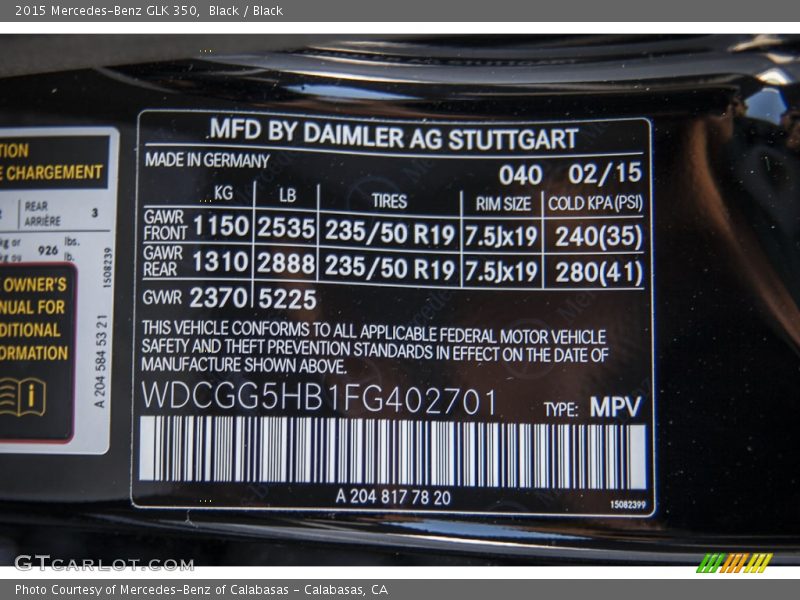 2015 Mercedes-Benz GLK 350, Black / Black
MFD BY DAIMLER AG STUTTGART
MADE IN GERMANY
040 02/15
KG LB TIRES RIM SIZE COLD KPA(PSI)
GAWR FRONT 1150 2535 235/50 R19 7.5Jx19 240(35)
GAWR REAR 1310 2888 235/50 R19 7.5Jx19 280(41)
GVWR 2370 5225
THIS VEHICLE CONFORMS TO ALL APPLICABLE FEDERAL MOTOR VEHICLE
SAFETY AND THEFT PREVENTION STANDARDS IN EFFECT ON THE DATE OF
MANUFACTURE SHOWN ABOVE.
WDCGG5HB1FG402701 TYPE: MPV
A 204 817 78 20
15082399
TION
E CHARGEMENT
REAR
ARRIÈRE 3
kg or 926 lbs.
kg ou lb.
OWNER'S
NUAL FOR
DITIONAL
ORMATION
A 204 584 53 21
1508239
GTCARLOT.COM
Photo Courtesy of Mercedes-Benz of Calabasas - Calabasas, CA